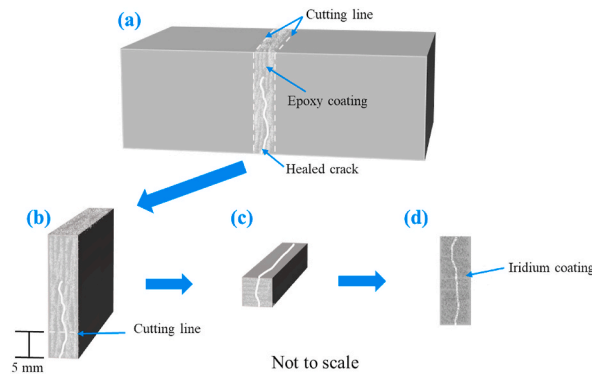 (a)
Cutting line
Epoxy coating
Healed crack
(b)
(c)
(d)
Iridium coating
Cutting line
5 mm
Not to scale